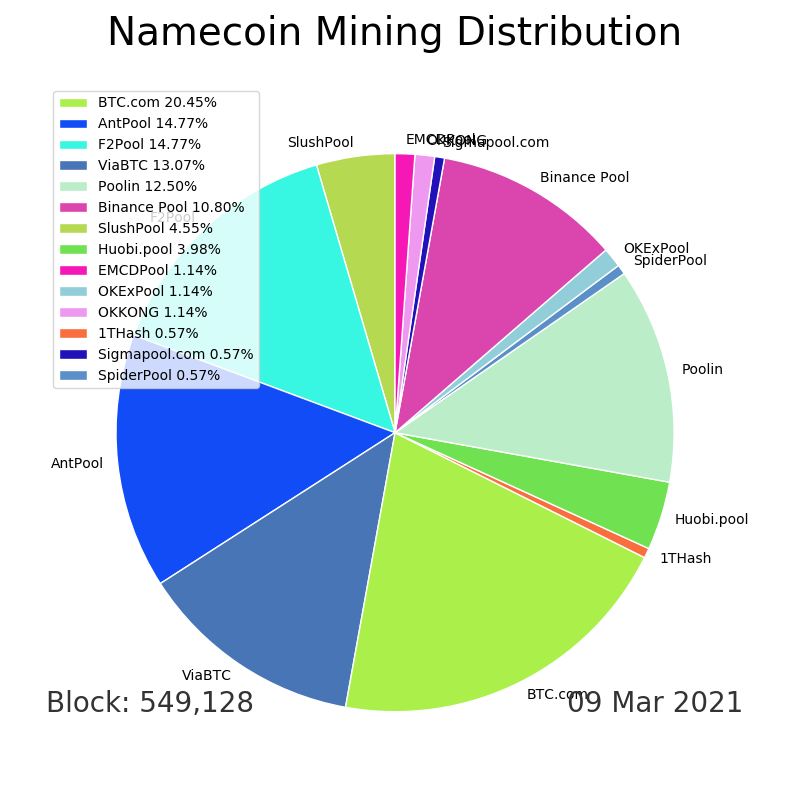 Namecoin Mining Distribution
BTC.com 20.45%
AntPool 14.77%
F2Pool 14.77%
ViaBTC 13.07%
Poolin 12.50%
Binance Pool 10.80%
SlushPool 4.55%
Huobi.pool 3.98%
EMCDPool 1.14%
OKExPool 1.14%
OKKONG 1.14%
1THash 0.57%
Sigmapool.com 0.57%
SpiderPool 0.57%
SlushPool
EMCDPool
OKKONG
Sigmapool.com
Binance Pool
F2Pool
OKExPool
SpiderPool
Poolin
AntPool
Huobi.pool
1THash
ViaBTC
BTC.com
Block: 549,128
09 Mar 2021